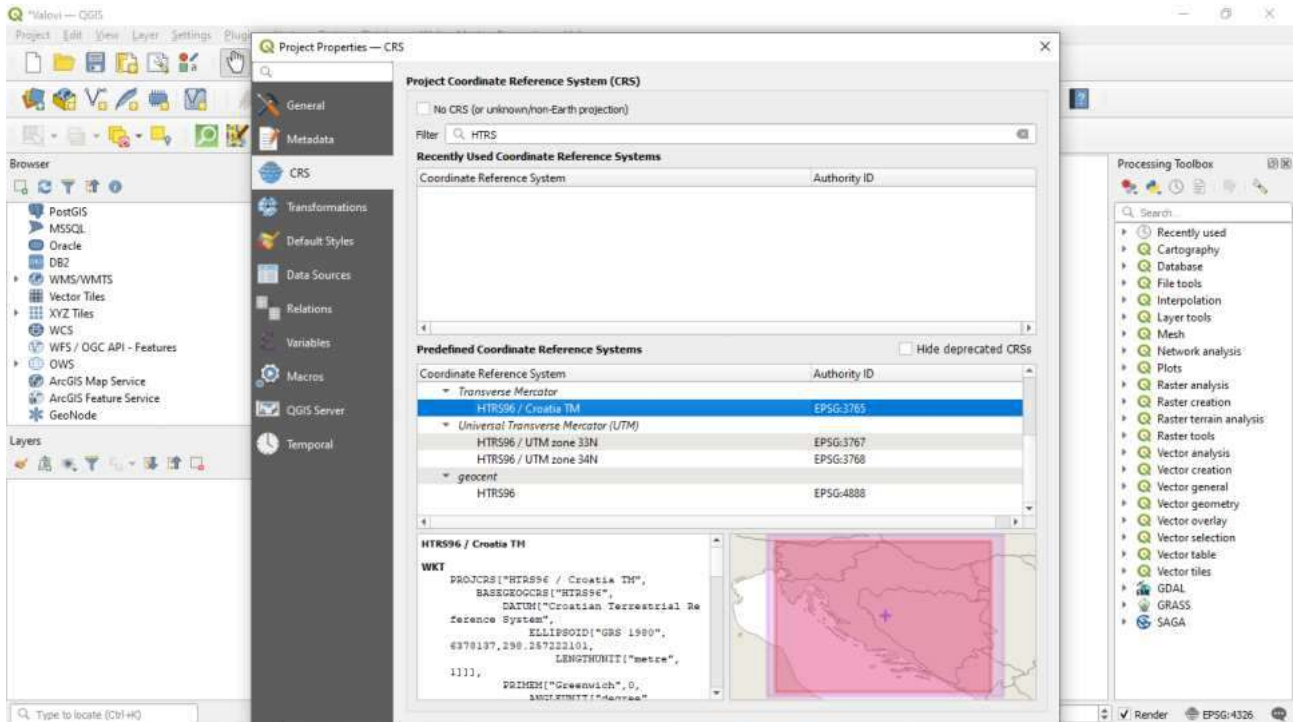 *Valovi — QGIS
Project Edit View Layer Settings Plugi
Project Properties — CRS
General
Metadata
CRS
Transformations
Default Styles
Data Sources
Relations
Variables
Macros
QGIS Server
Temporal
Project Coordinate Reference System (CRS)
No CRS (or unknown/non-Earth projection)
Filter HTRS
Recently Used Coordinate Reference Systems
Coordinate Reference System Authority ID
Predefined Coordinate Reference Systems Hide deprecated CRSs
Coordinate Reference System Authority ID
Transverse Mercator
HTRS96 / Croatia TM EPSG:3765
Universal Transverse Mercator (UTM)
HTRS96 / UTM zone 33N EPSG:3767
HTRS96 / UTM zone 34N EPSG:3768
geocent
HTRS96 EPSG:4888
HTRS96 / Croatia TM
WKT
PROJCRS["HTRS96 / Croatia TM",
BASEGEOGCRS["HTRS96",
DATUM["Croatian Terrestrial Re
ference System",
ELLIPSOID["GRS 1980",
6378137,298.257222101,
LENGTHUNIT["metre",
1]]],
PRIMEM["Greenwich",0,
ANGLEUNIT["degree"
Browser
PostGIS
MSSQL
Oracle
DB2
WMS/WMTS
Vector Tiles
XYZ Tiles
WCS
WFS / OGC API - Features
OWS
ArcGIS Map Service
ArcGIS Feature Service
GeoNode
Layers
Processing Toolbox
Search...
Recently used
Cartography
Database
File tools
Interpolation
Layer tools
Mesh
Network analysis
Plots
Raster analysis
Raster creation
Raster terrain analysis
Raster tools
Vector analysis
Vector creation
Vector general
Vector geometry
Vector overlay
Vector selection
Vector table
Vector tiles
GDAL
GRASS
SAGA
Type to locate (Ctrl+K)
Render EPSG:4326